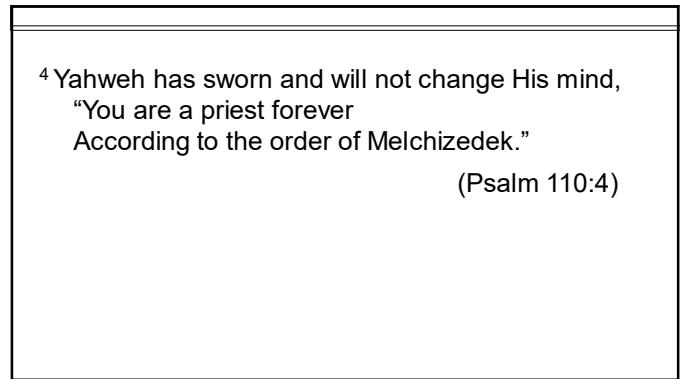 4 Yahweh has sworn and will not change His mind,
“You are a priest forever
According to the order of Melchizedek.”
(Psalm 110:4)